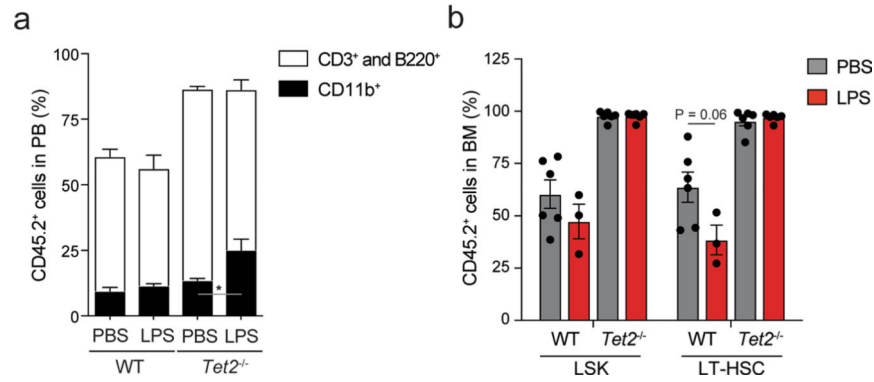 a
CD45.2⁺ cells in PB (%)
100
75
50
25
0
*
PBS LPS PBS LPS
WT Tet2⁻/⁻
CD3⁺ and B220⁺
CD11b⁺
b
CD45.2⁺ cells in BM (%)
125
100
75
50
25
0
P = 0.06
WT Tet2⁻/⁻ WT Tet2⁻/⁻
LSK LT-HSC
PBS
LPS